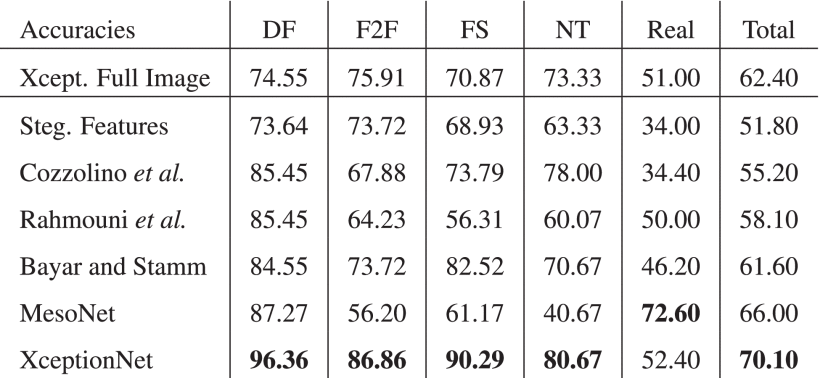 Accuracies DF F2F FS NT Real Total
Xcept. Full Image 74.55 75.91 70.87 73.33 51.00 62.40
Steg. Features 73.64 73.72 68.93 63.33 34.00 51.80
Cozzolino et al. 85.45 67.88 73.79 78.00 34.40 55.20
Rahmouni et al. 85.45 64.23 56.31 60.07 50.00 58.10
Bayar and Stamm 84.55 73.72 82.52 70.67 46.20 61.60
MesoNet 87.27 56.20 61.17 40.67 72.60 66.00
XceptionNet 96.36 86.86 90.29 80.67 52.40 70.10